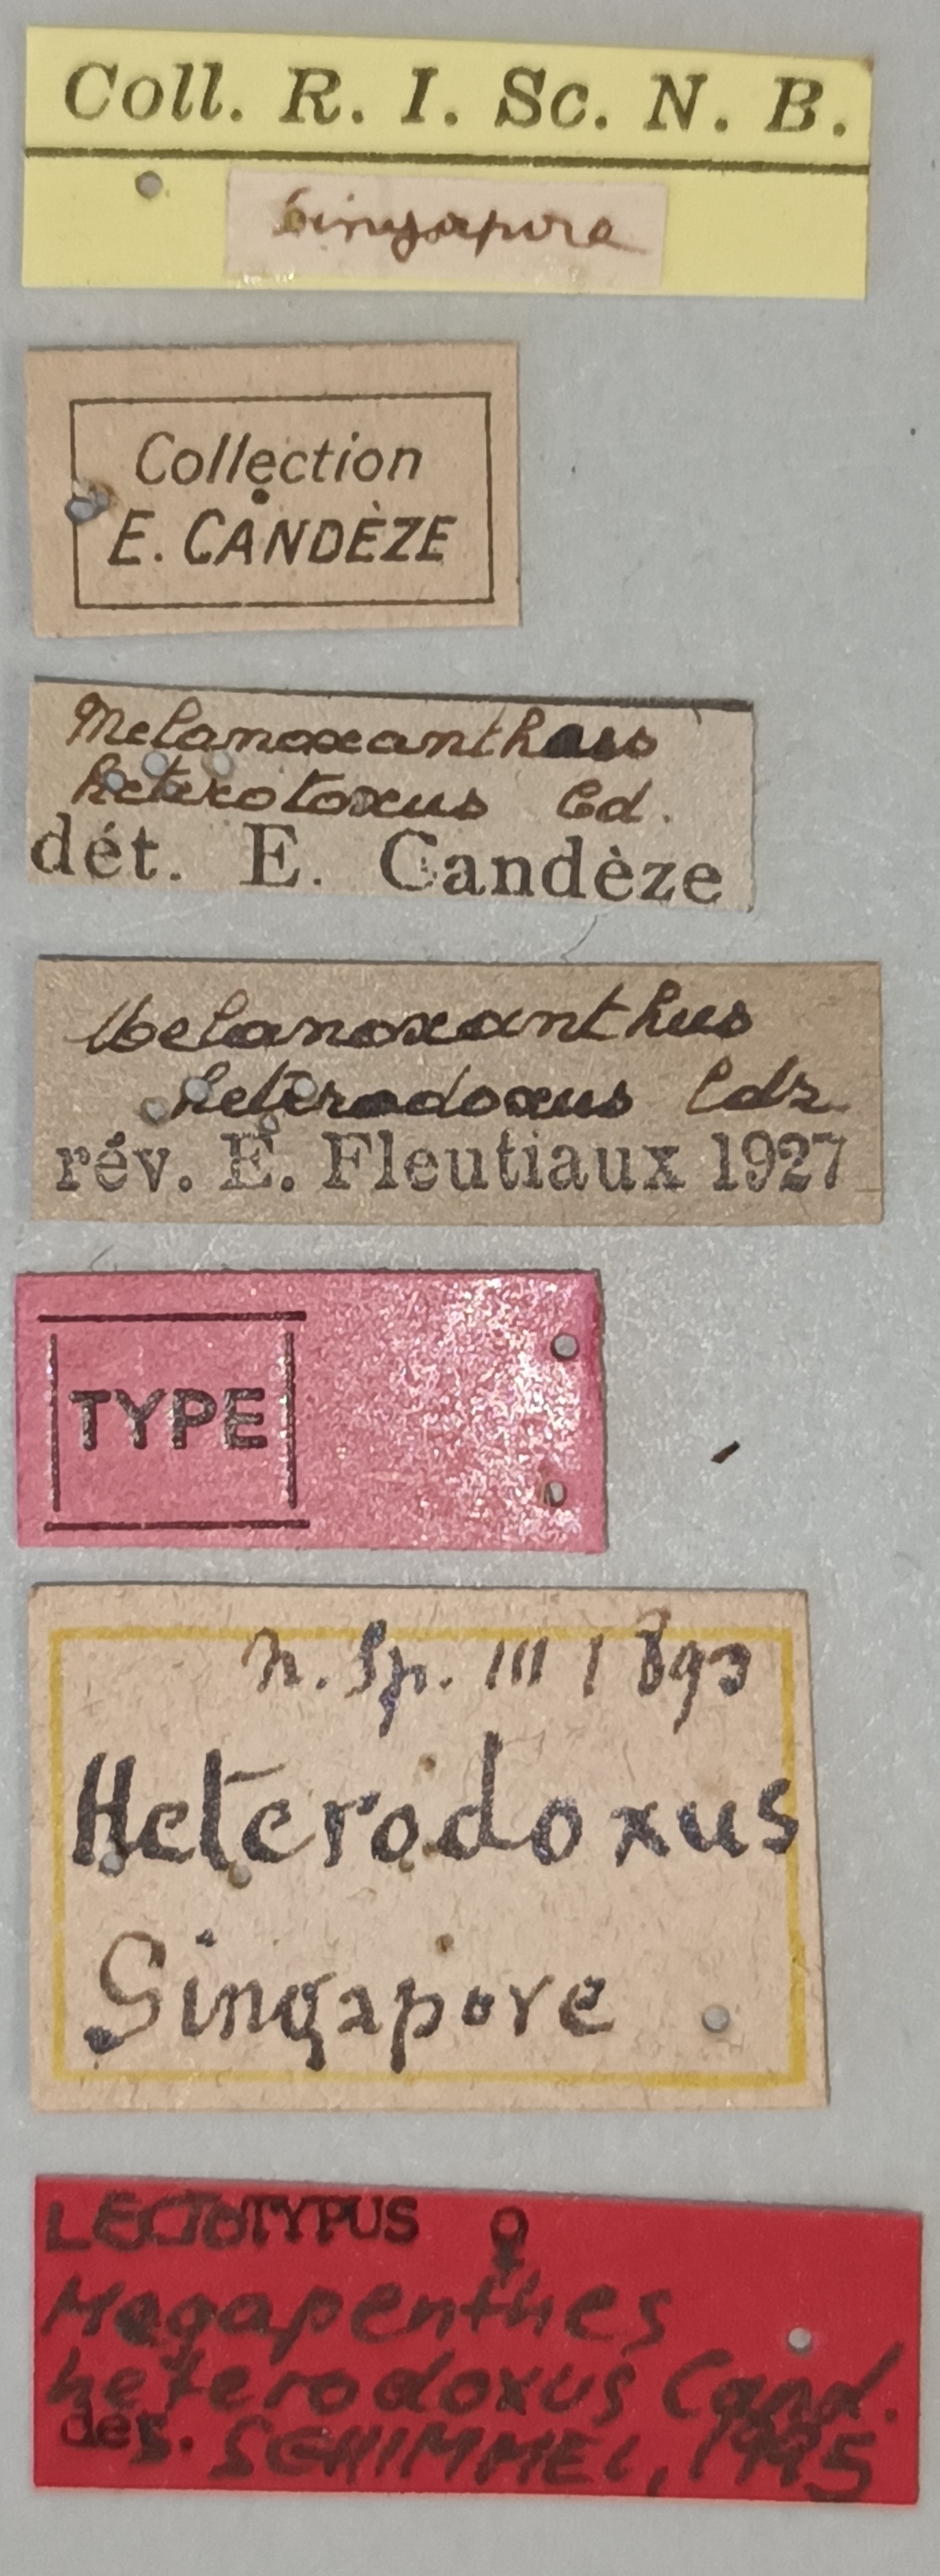 Coll. R. I. Sc. N. B.
Singapore
Collection
E. CANDÈZE
Melanoxanthus
heterotoxus Cd.
dét. E. Candèze
Melanoxanthus
heterodoxus Cdz
rév. E. Fleutiaux 1927
TYPE
n. Sp. III 1893
Heterodoxus
Singapore
LECTOTYPUS ♀
Megapenthes
heterodoxus Cand.
des. SCHIMMEL, 1995